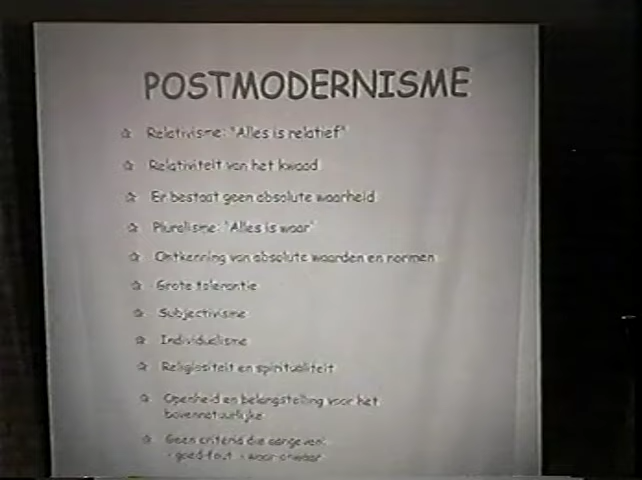 POSTMODERNISME
☆ Relativisme: "Alles is relatief"
☆ Relativiteit van het kwaad
☆ Er bestaat geen absolute waarheid
☆ Pluralisme: "Alles is waar"
☆ Ontkenning van absolute waarden en normen
☆ Grote tolerantie
☆ Subjectivisme
☆ Individualisme
☆ Religiositeit en spiritualiteit
☆ Openheid en belangstelling voor het
bovennatuurlijke
☆ Geen criteria die aangeven:
- goed-fout - waar-onwaar